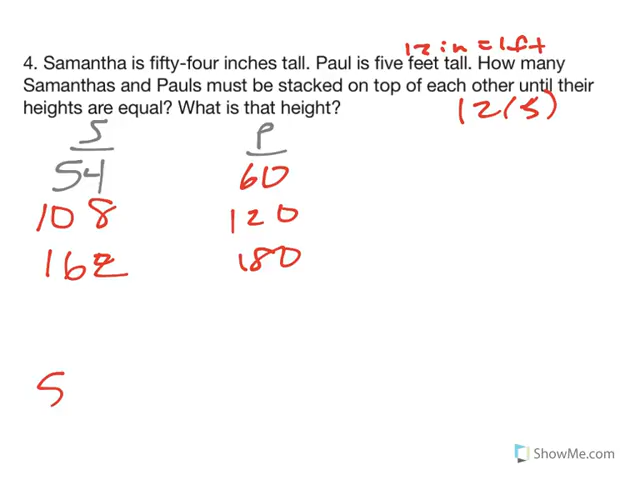 12 in = 1ft
4. Samantha is fifty-four inches tall. Paul is five feet tall. How many
Samanthas and Pauls must be stacked on top of each other until their
heights are equal? What is that height?
12(5)
S P
54 60
108 120
162 180
S
ShowMe.com